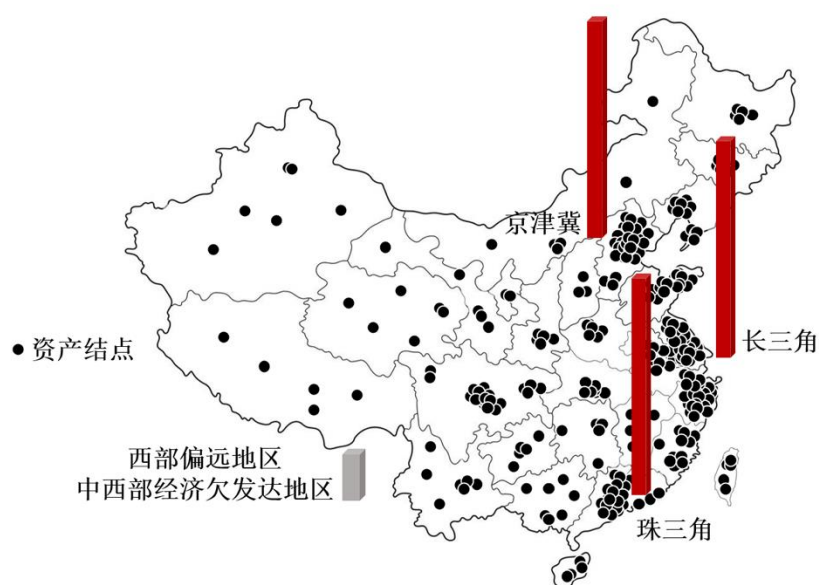 京津冀
长三角
资产结点
西部偏远地区
中西部经济欠发达地区
珠三角